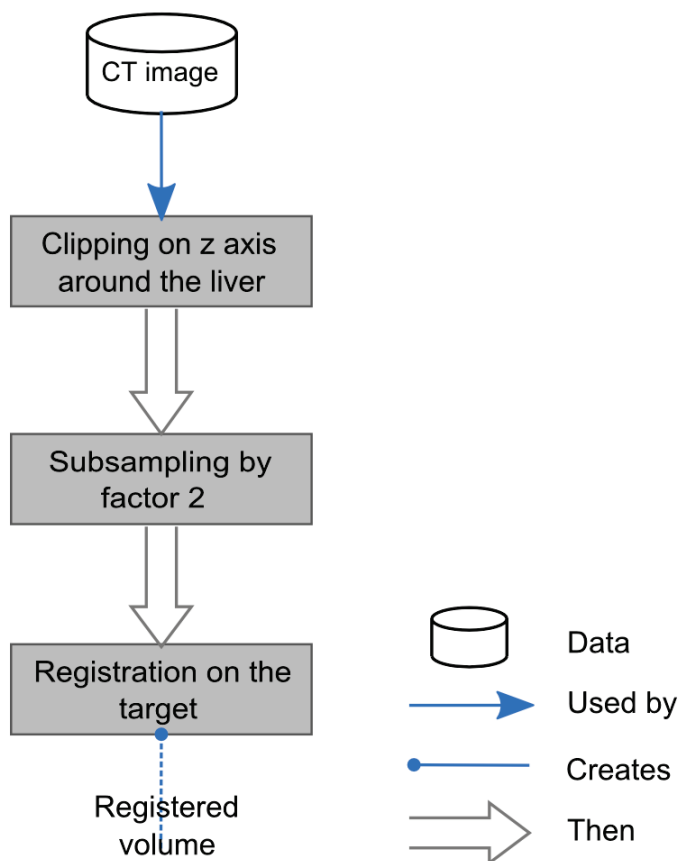 CT image
Clipping on z axis
around the liver
Subsampling by
factor 2
Registration on the
target
Registered
volume
Data
Used by
Creates
Then